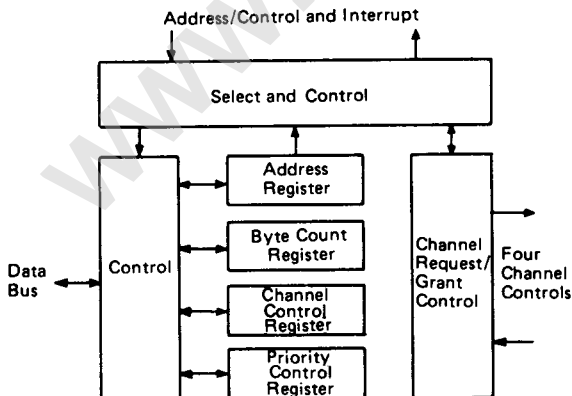 Address/Control and Interrupt
Select and Control
Address
Register
Byte Count
Register
Channel
Control
Register
Priority
Control
Register
Data
Bus
Control
Channel
Request/
Grant
Control
Four
Channel
Controls
WWW.